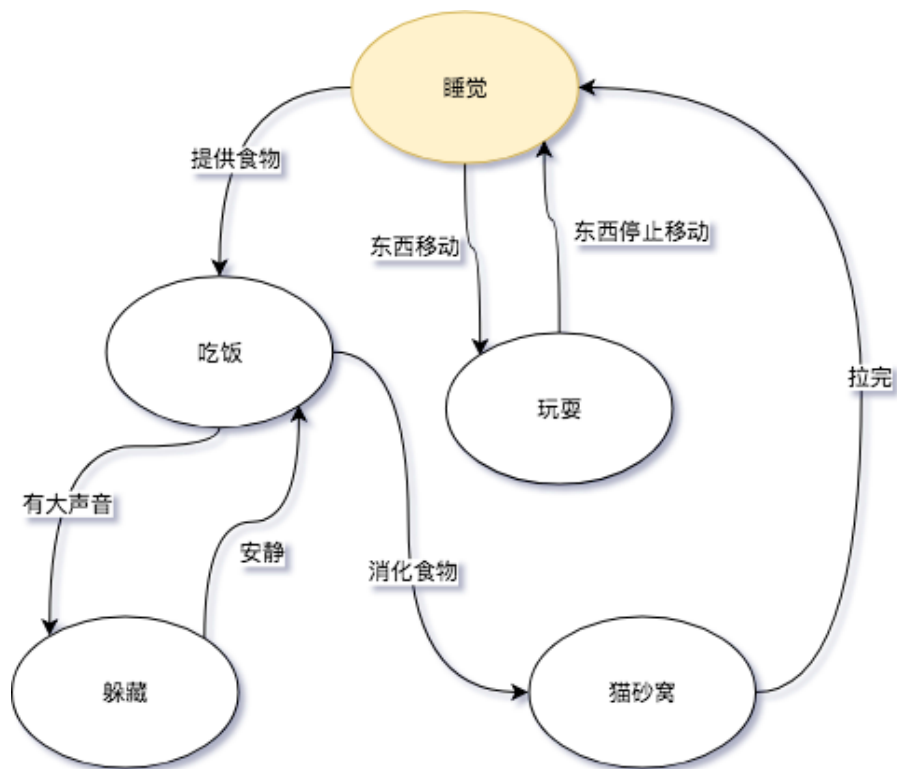 睡觉
提供食物
东西移动
东西停止移动
吃饭
玩耍
拉完
有大声音
安静
消化食物
躲藏
猫砂窝